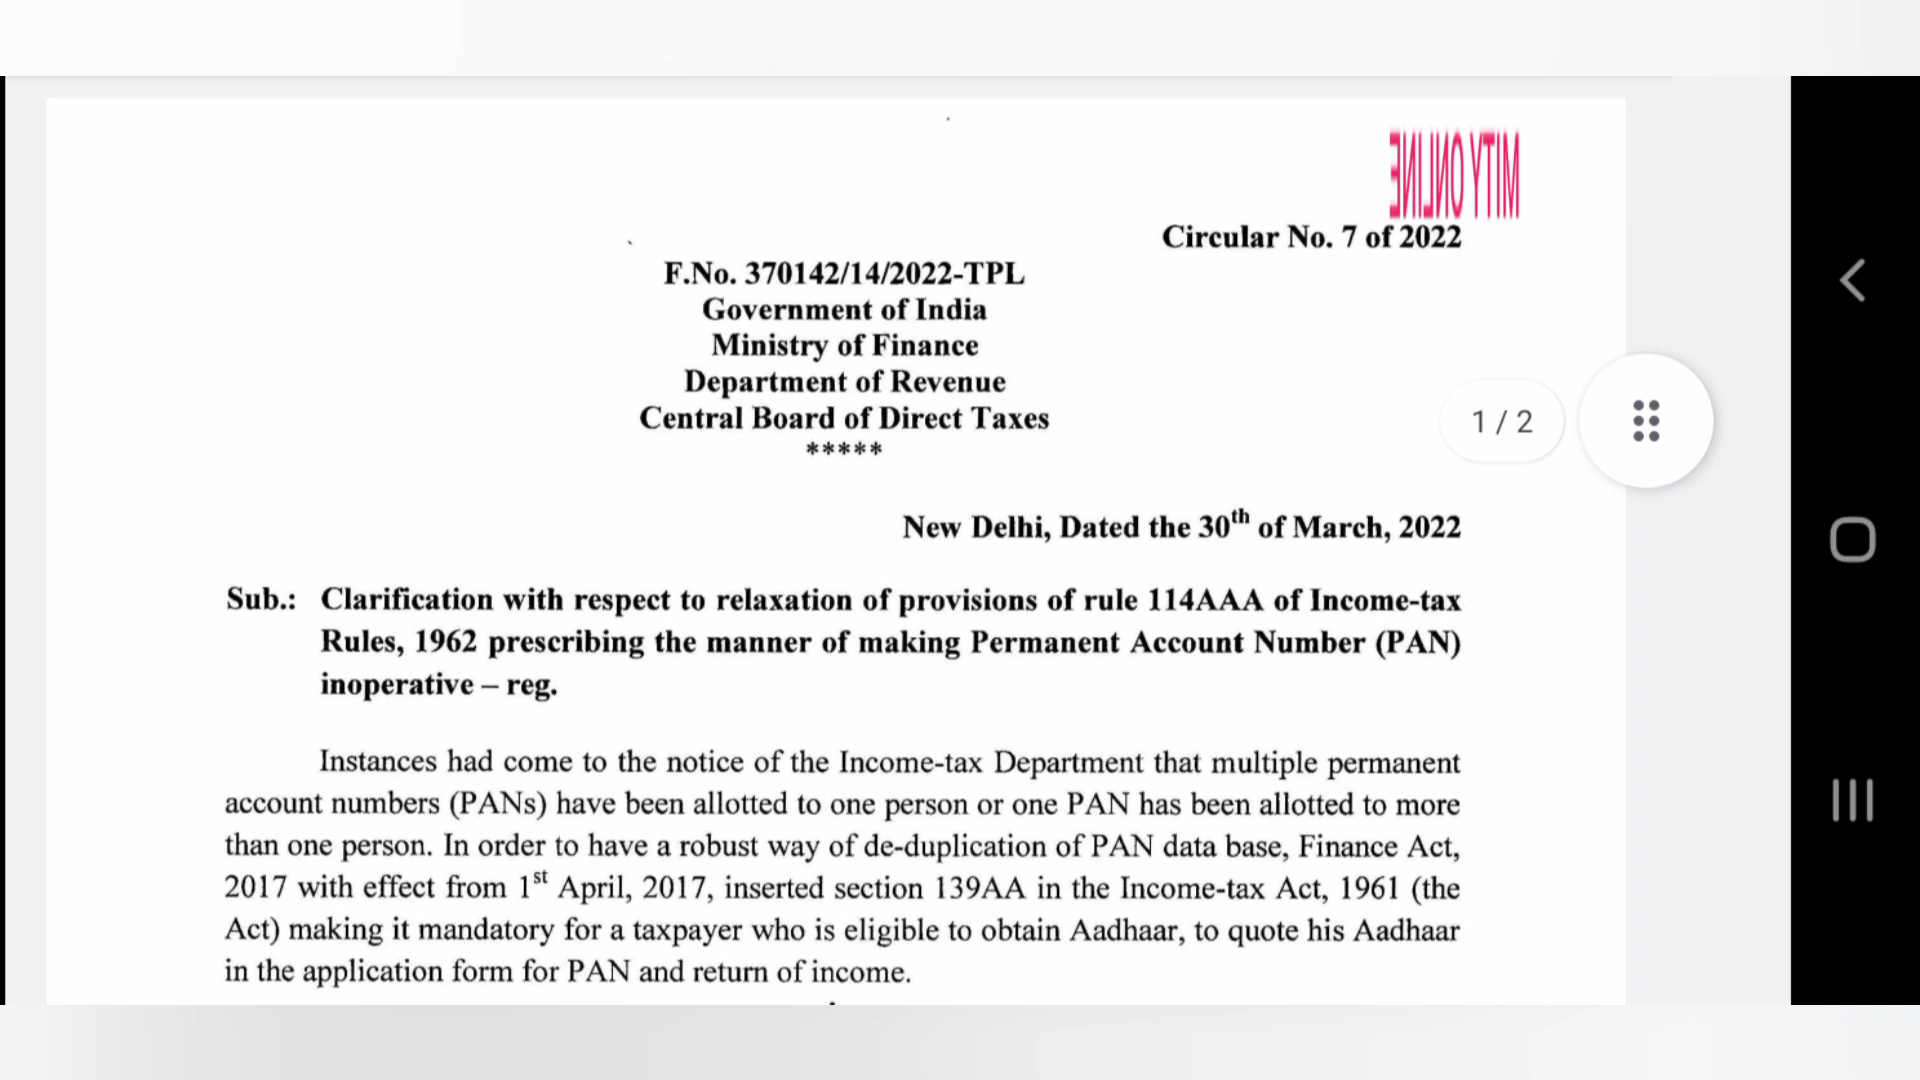 MITY ONLINE
Circular No. 7 of 2022
F.No. 370142/14/2022-TPL
Government of India
Ministry of Finance
Department of Revenue
Central Board of Direct Taxes
*****
1 / 2
New Delhi, Dated the 30th of March, 2022
Sub.: Clarification with respect to relaxation of provisions of rule 114AAA of Income-tax
Rules, 1962 prescribing the manner of making Permanent Account Number (PAN)
inoperative – reg.
Instances had come to the notice of the Income-tax Department that multiple permanent
account numbers (PANs) have been allotted to one person or one PAN has been allotted to more
than one person. In order to have a robust way of de-duplication of PAN data base, Finance Act,
2017 with effect from 1st April, 2017, inserted section 139AA in the Income-tax Act, 1961 (the
Act) making it mandatory for a taxpayer who is eligible to obtain Aadhaar, to quote his Aadhaar
in the application form for PAN and return of income.